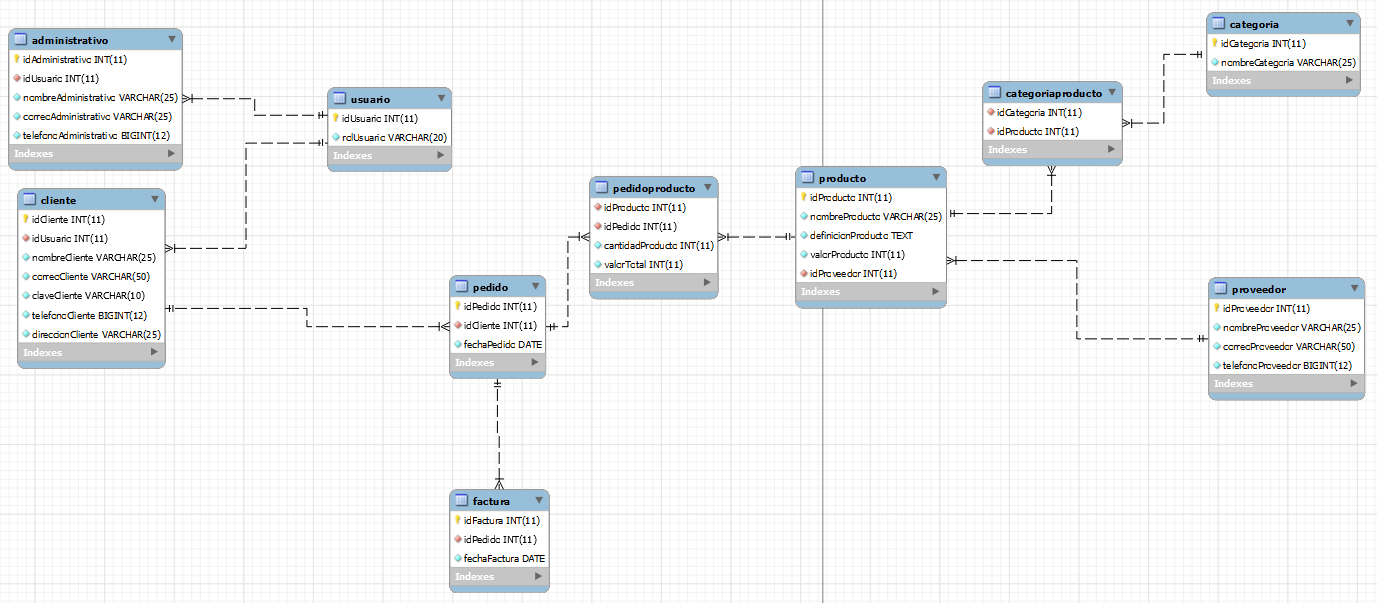 administrativo
idAdministrativo INT(11)
idUsuario INT(11)
nombreAdministrativo VARCHAR(25)
correoAdministrativo VARCHAR(25)
telefonoAdministrativo BIGINT(12)
Indexes
cliente
idCliente INT(11)
idUsuario INT(11)
nombreCliente VARCHAR(25)
correoCliente VARCHAR(50)
claveCliente VARCHAR(10)
telefonoCliente BIGINT(12)
direccionCliente VARCHAR(25)
Indexes
usuario
idUsuario INT(11)
rolUsuario VARCHAR(20)
Indexes
pedido
idPedido INT(11)
idCliente INT(11)
fechaPedido DATE
Indexes
factura
idFactura INT(11)
idPedido INT(11)
fechaFactura DATE
Indexes
pedidoproducto
idProducto INT(11)
idPedido INT(11)
cantidadProducto INT(11)
valorTotal INT(11)
Indexes
producto
idProducto INT(11)
nombreProducto VARCHAR(25)
definicionProducto TEXT
valorProducto INT(11)
idProveedor INT(11)
Indexes
categoriaproducto
idCategoria INT(11)
idProducto INT(11)
Indexes
categoria
idCategoria INT(11)
nombreCategoria VARCHAR(25)
Indexes
proveedor
idProveedor INT(11)
nombreProveedor VARCHAR(25)
correoProveedor VARCHAR(50)
telefonoProveedor BIGINT(12)
Indexes